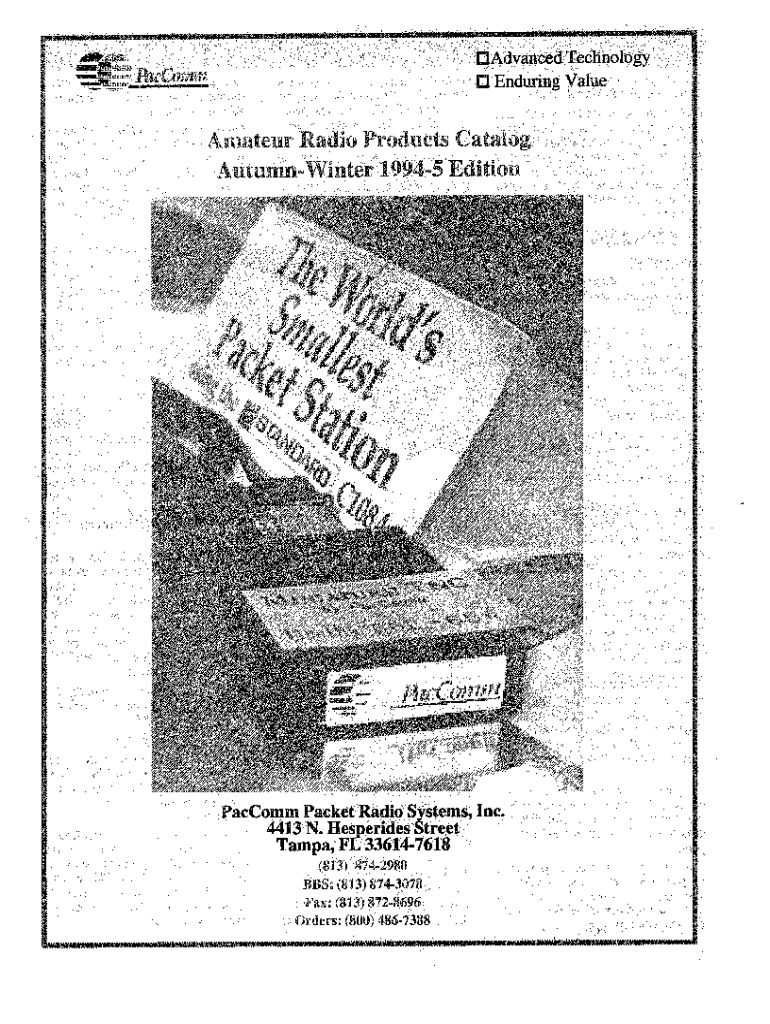 PacComm
Advanced Technology
Enduring Value
Amateur Radio Products Catalog
Autumn-Winter 1994-5 Edition
The World's
Smallest
Packet Station
STANDARD C108A
PacComm
PacComm Packet Radio Systems, Inc.
4413 N. Hesperides Street
Tampa, FL 33614-7618
(813) 874-2980
BBS: (813) 874-3078
Fax: (813) 872-8696
Orders: (800) 486-7388